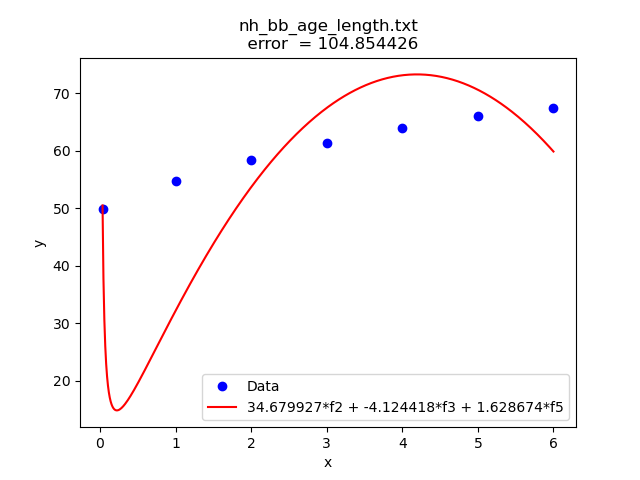 nh_bb_age_length.txt
error  = 104.854426
y
70
60
50
40
30
20
Data
34.679927*f2 + -4.124418*f3 + 1.628674*f5
0 1 2 3 4 5 6
x